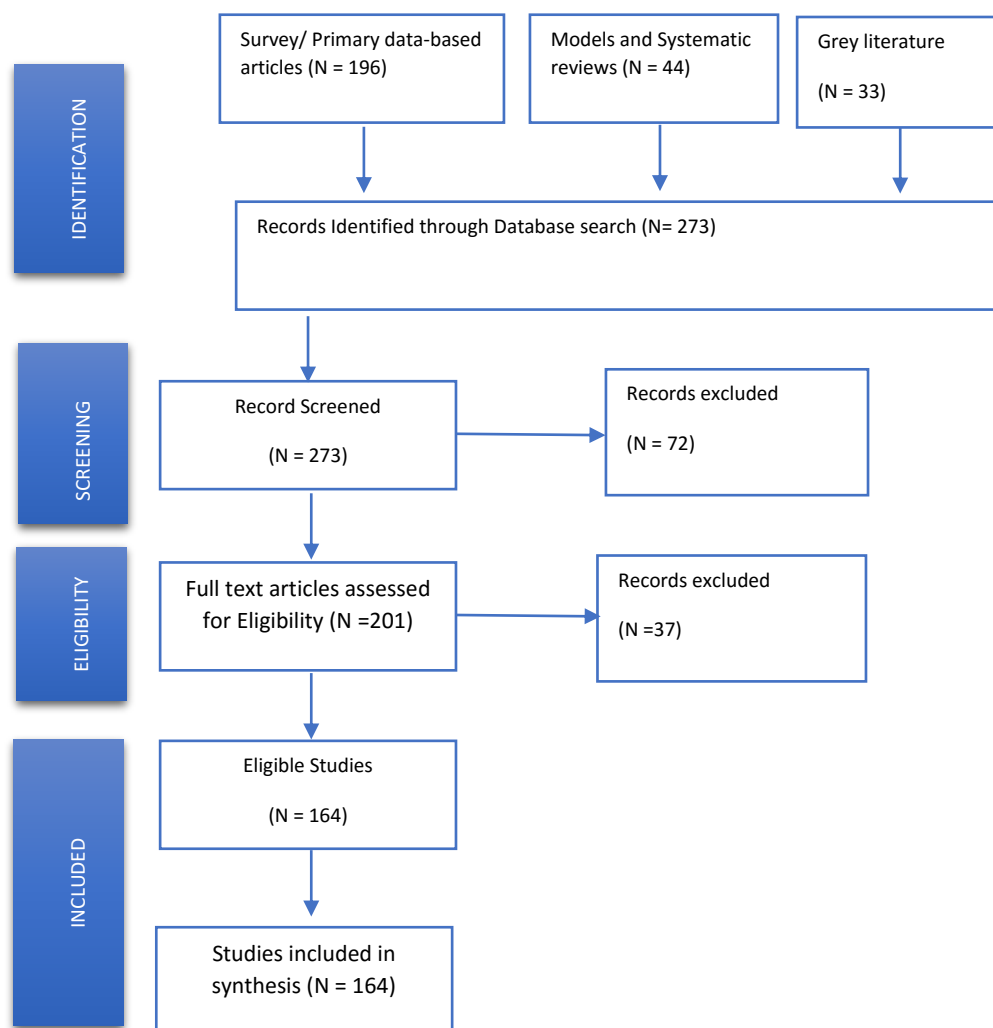 Survey/ Primary data-based
articles (N = 196)
Models and Systematic
reviews (N = 44)
Grey literature
(N = 33)
IDENTIFICATION
Records Identified through Database search (N= 273)
SCREENING
Record Screened
(N = 273)
Records excluded
(N = 72)
ELIGIBILITY
Full text articles assessed
for Eligibility (N =201)
Records excluded
(N =37)
INCLUDED
Eligible Studies
(N = 164)
Studies included in
synthesis (N = 164)